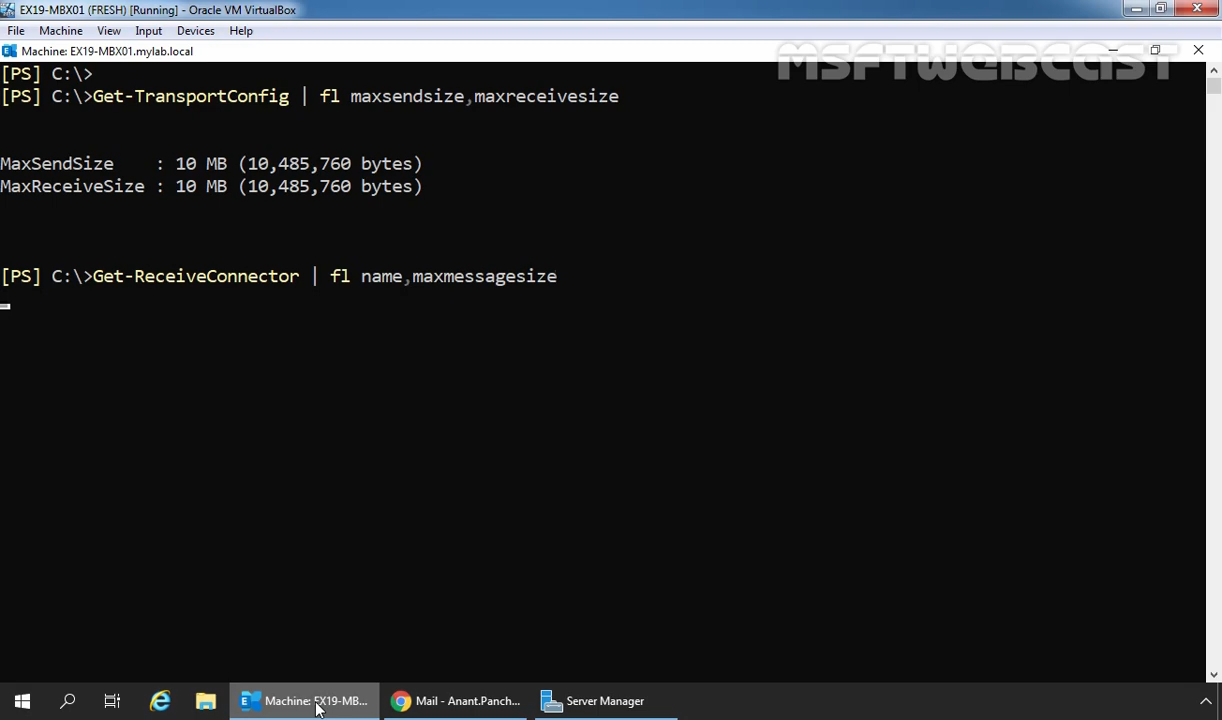 EX19-MBX01 (FRESH) [Running] - Oracle VM VirtualBox
File Machine View Input Devices Help
Machine: EX19-MBX01.mylab.local
MSFTWEBCAST
[PS] C:\>
[PS] C:\>Get-TransportConfig | fl maxsendsize,maxreceivesize
MaxSendSize    : 10 MB (10,485,760 bytes)
MaxReceiveSize : 10 MB (10,485,760 bytes)
[PS] C:\>Get-ReceiveConnector | fl name,maxmessagesize
Machine: EX19-MB... Mail - Anant.Panch... Server Manager